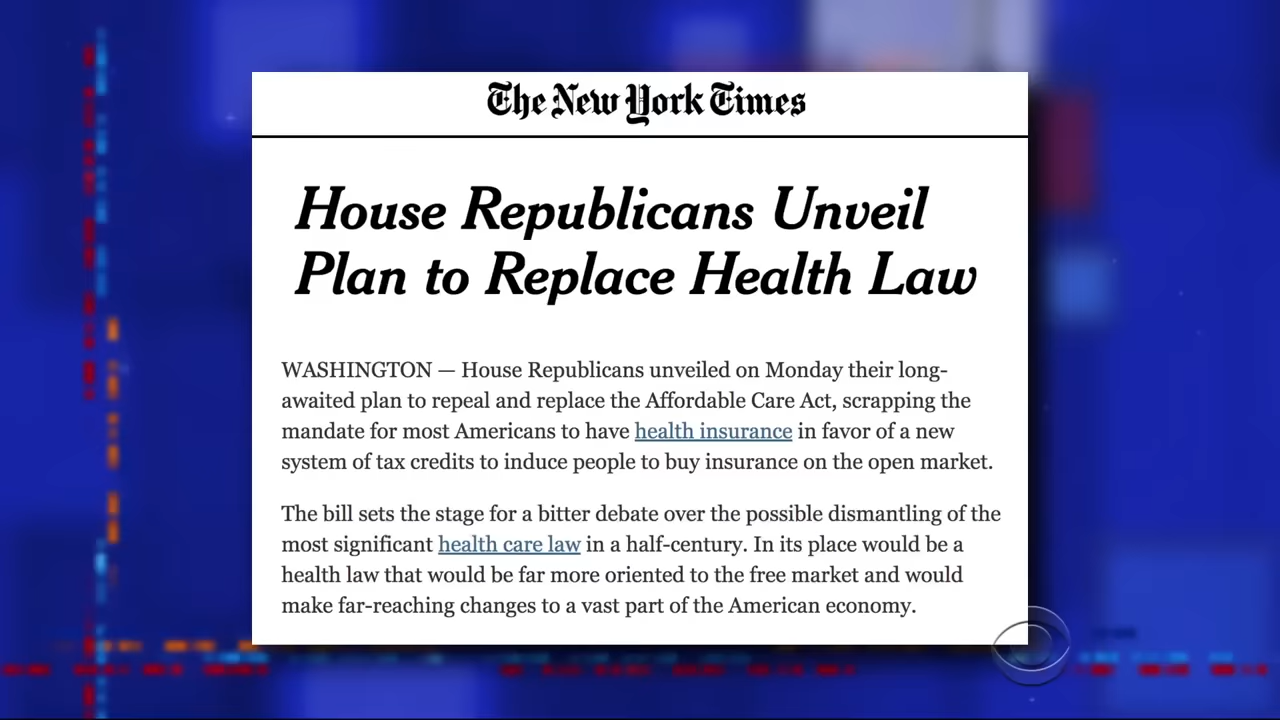 The New York Times
House Republicans Unveil
Plan to Replace Health Law
WASHINGTON — House Republicans unveiled on Monday their long-
awaited plan to repeal and replace the Affordable Care Act, scrapping the
mandate for most Americans to have health insurance in favor of a new
system of tax credits to induce people to buy insurance on the open market.
The bill sets the stage for a bitter debate over the possible dismantling of the
most significant health care law in a half-century. In its place would be a
health law that would be far more oriented to the free market and would
make far-reaching changes to a vast part of the American economy.